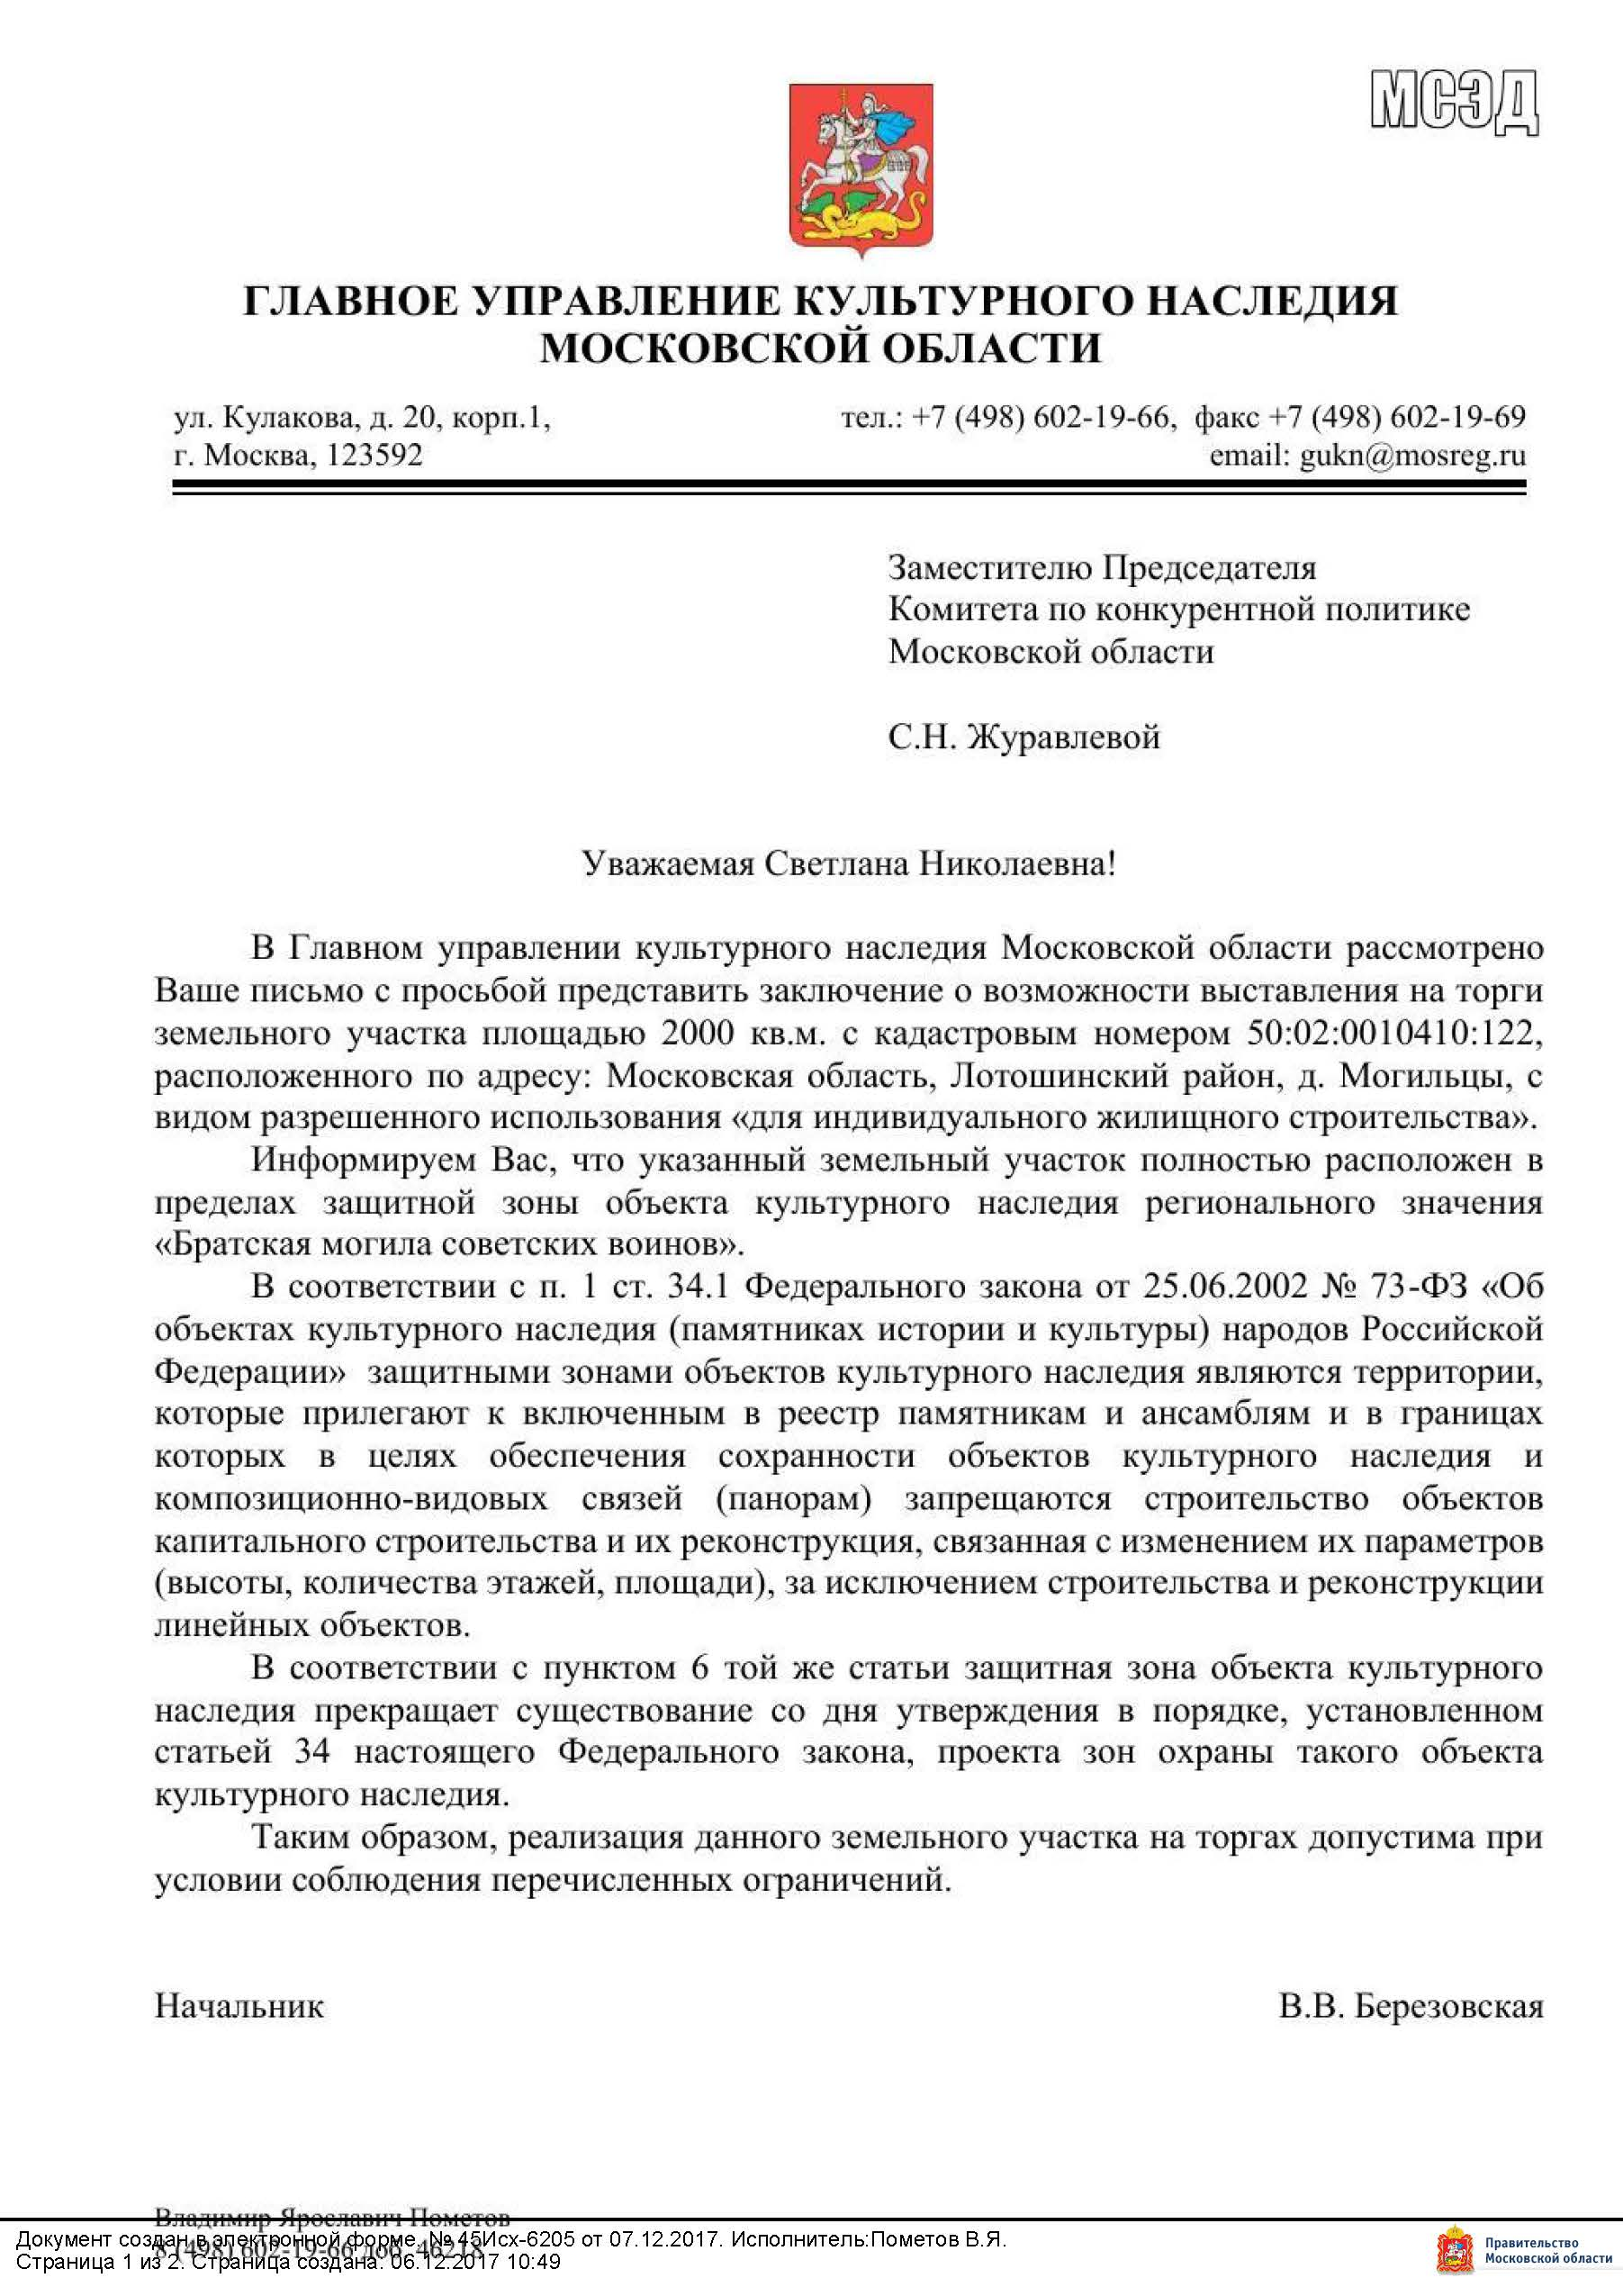 МСЭД
ГЛАВНОЕ УПРАВЛЕНИЕ КУЛЬТУРНОГО НАСЛЕДИЯ
МОСКОВСКОЙ ОБЛАСТИ
ул. Кулакова, д. 20, корп.1,
г. Москва, 123592
тел.: +7 (498) 602-19-66, факс +7 (498) 602-19-69
email: gukn@mosreg.ru
Заместителю Председателя
Комитета по конкурентной политике
Московской области
С.Н. Журавлевой
Уважаемая Светлана Николаевна!
В Главном управлении культурного наследия Московской области рассмотрено
Ваше письмо с просьбой представить заключение о возможности выставления на торги
земельного участка площадью 2000 кв.м. с кадастровым номером 50:02:0010410:122,
расположенного по адресу: Московская область, Лотошинский район, д. Могильцы, с
видом разрешенного использования «для индивидуального жилищного строительства».
Информируем Вас, что указанный земельный участок полностью расположен в
пределах защитной зоны объекта культурного наследия регионального значения
«Братская могила советских воинов».
В соответствии с п. 1 ст. 34.1 Федерального закона от 25.06.2002 № 73-ФЗ «Об
объектах культурного наследия (памятниках истории и культуры) народов Российской
Федерации» защитными зонами объектов культурного наследия являются территории,
которые прилегают к включенным в реестр памятникам и ансамблям и в границах
которых в целях обеспечения сохранности объектов культурного наследия и
композиционно-видовых связей (панорам) запрещаются строительство объектов
капитального строительства и их реконструкция, связанная с изменением их параметров
(высоты, количества этажей, площади), за исключением строительства и реконструкции
линейных объектов.
В соответствии с пунктом 6 той же статьи защитная зона объекта культурного
наследия прекращает существование со дня утверждения в порядке, установленном
статьей 34 настоящего Федерального закона, проекта зон охраны такого объекта
культурного наследия.
Таким образом, реализация данного земельного участка на торгах допустима при
условии соблюдения перечисленных ограничений.
Начальник
В.В. Березовская
Владимир Ярославич Пометов
8 (498) 602-19-66 доб. 46218
Документ создан в электронной форме. № 45Исх-6205 от 07.12.2017. Исполнитель:Пометов В.Я.
Страница 1 из 2. Страница создана: 06.12.2017 10:49
Правительство
Московской области